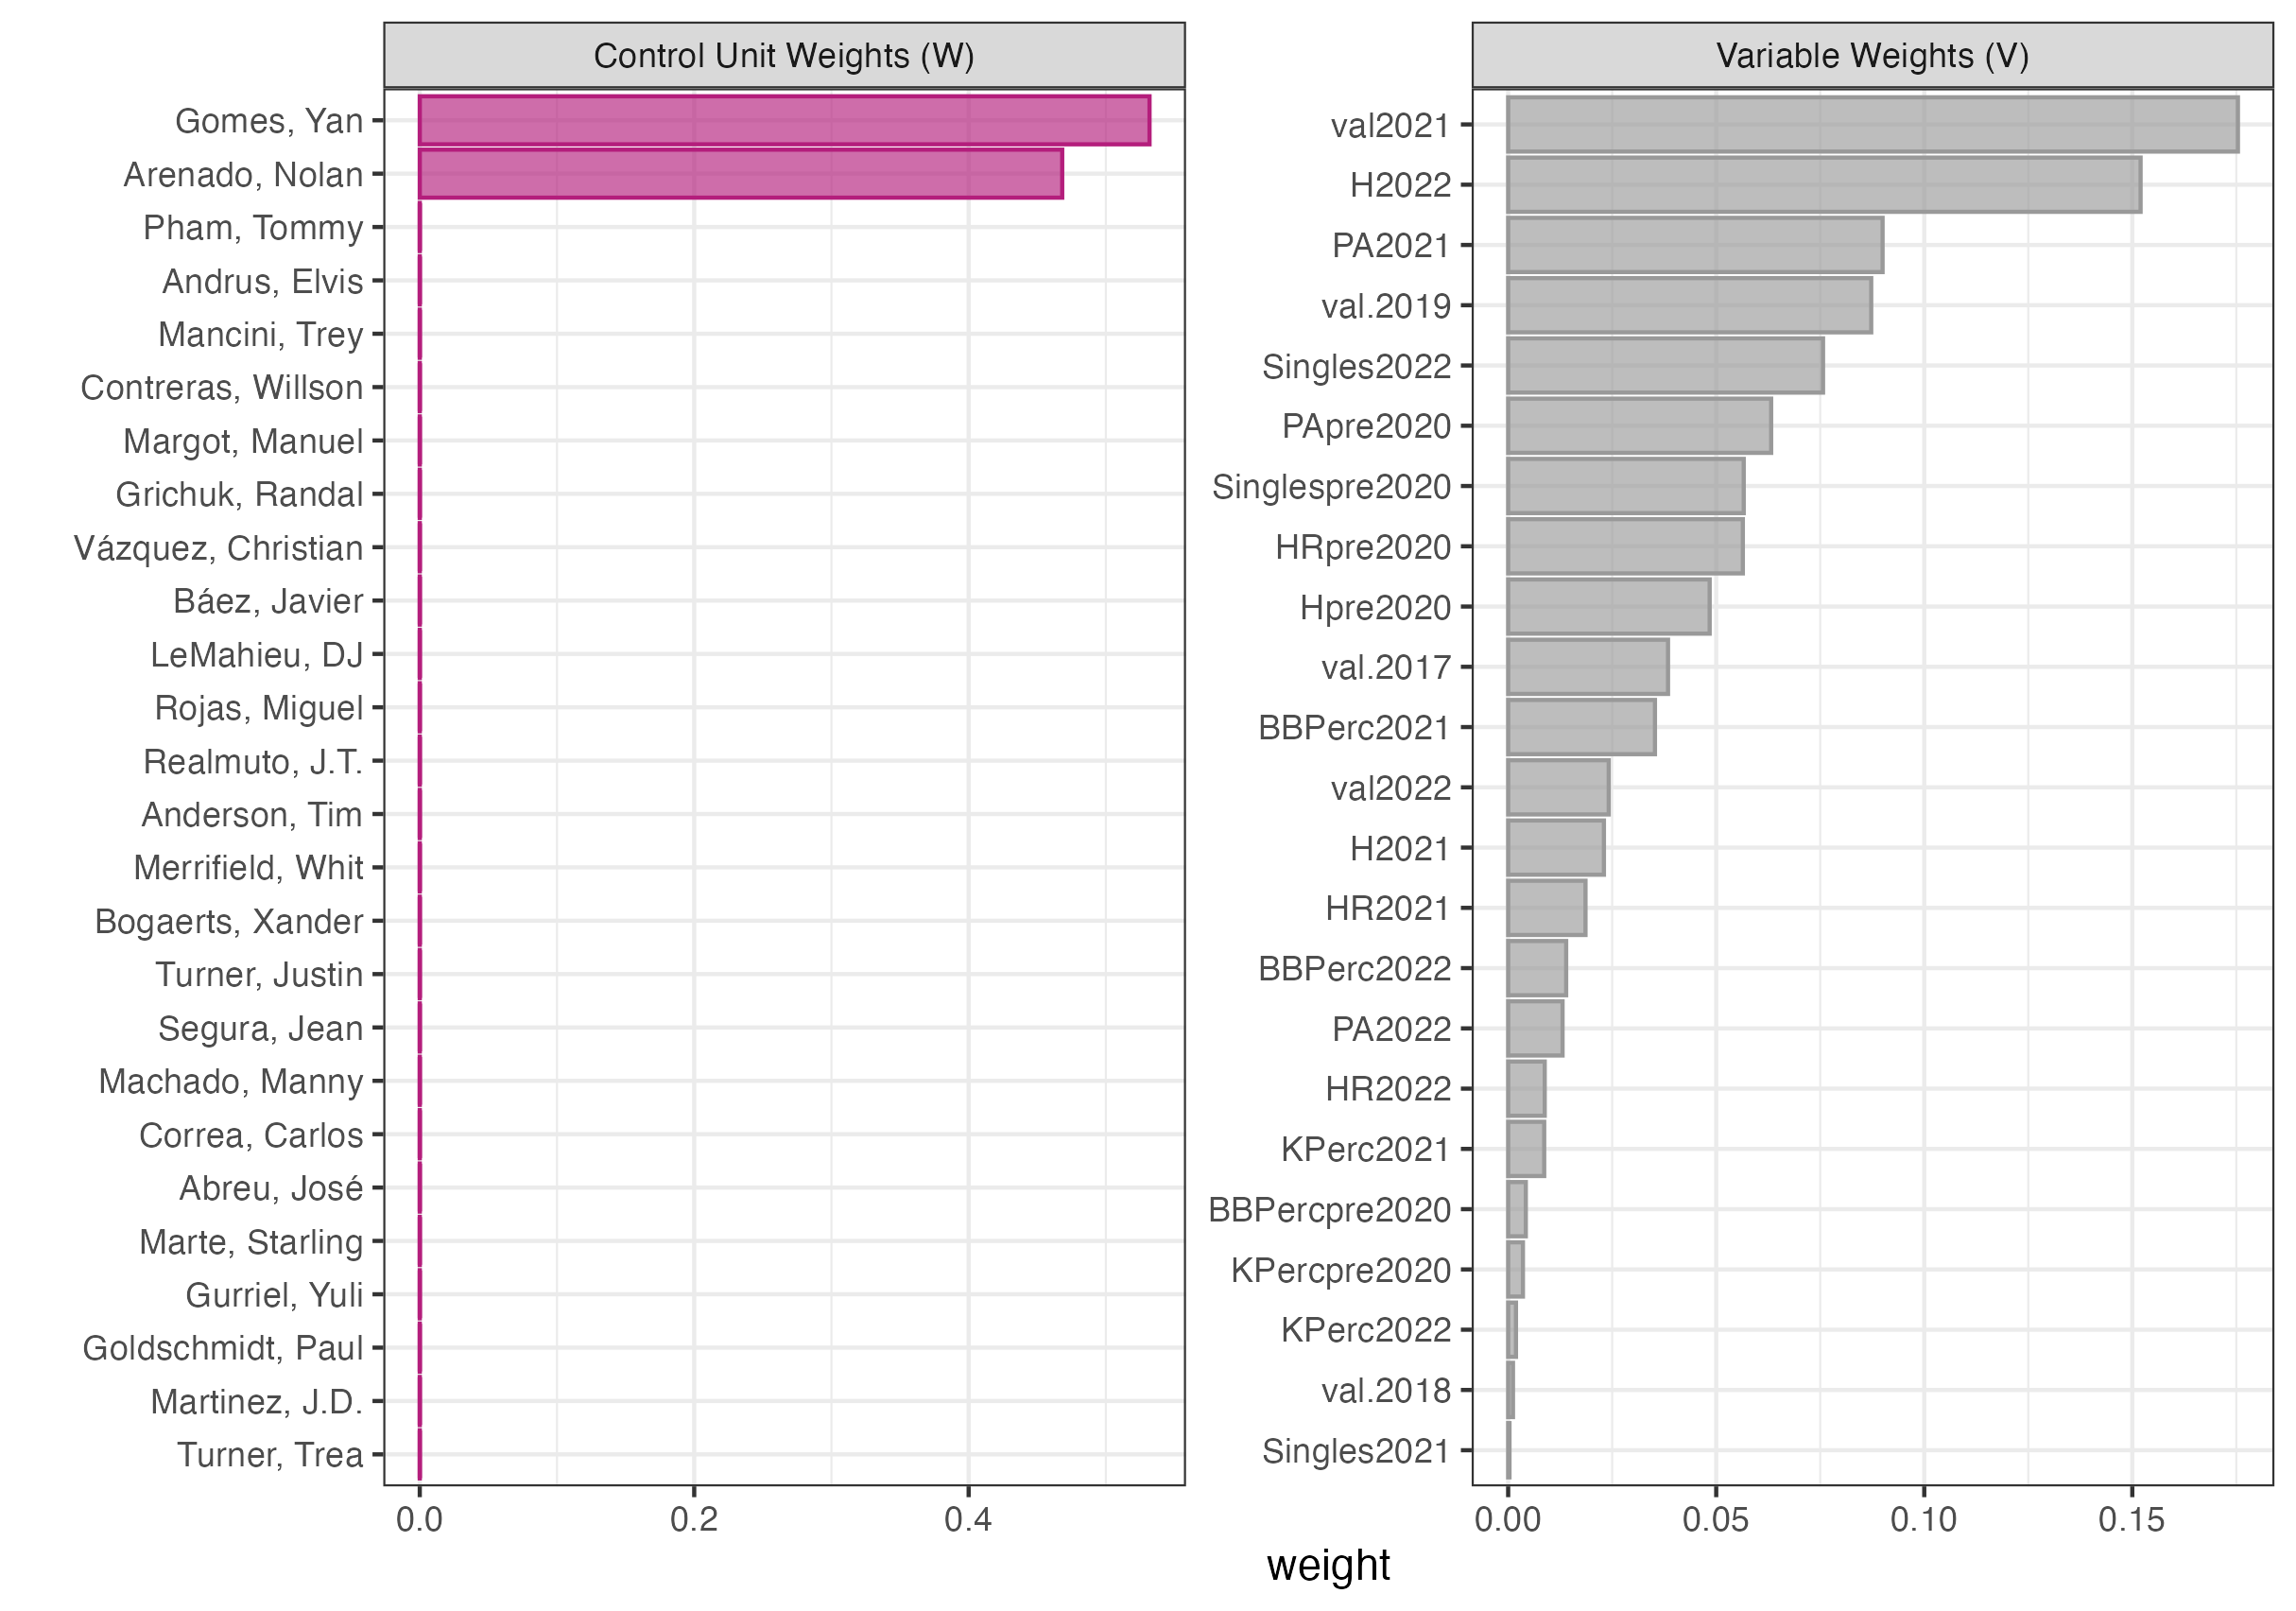 Control Unit Weights (W)
Gomes, Yan
Arenado, Nolan
Pham, Tommy
Andrus, Elvis
Mancini, Trey
Contreras, Willson
Margot, Manuel
Grichuk, Randal
Vázquez, Christian
Báez, Javier
LeMahieu, DJ
Rojas, Miguel
Realmuto, J.T.
Anderson, Tim
Merrifield, Whit
Bogaerts, Xander
Turner, Justin
Segura, Jean
Machado, Manny
Correa, Carlos
Abreu, José
Marte, Starling
Gurriel, Yuli
Goldschmidt, Paul
Martinez, J.D.
Turner, Trea
0.0 0.2 0.4
Variable Weights (V)
val2021
H2022
PA2021
val.2019
Singles2022
PApre2020
Singlespre2020
HRpre2020
Hpre2020
val.2017
BBPerc2021
val2022
H2021
HR2021
BBPerc2022
PA2022
HR2022
KPerc2021
BBPercpre2020
KPercpre2020
KPerc2022
val.2018
Singles2021
0.00 0.05 0.10 0.15
weight